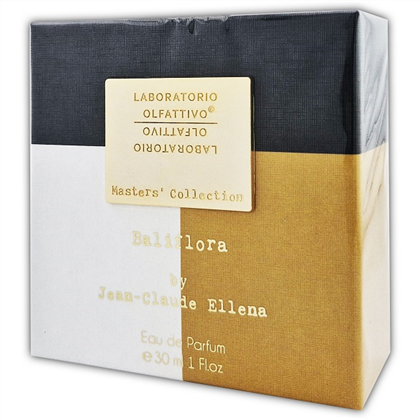 LABORATORIO
OLFATTIVO®
OLFATTIVO
LABORATORIO
Masters' Collection
Baliflora
by
Jean-Claude Ellena
Eau de Parfum
e 30 ml 1 Fl.oz